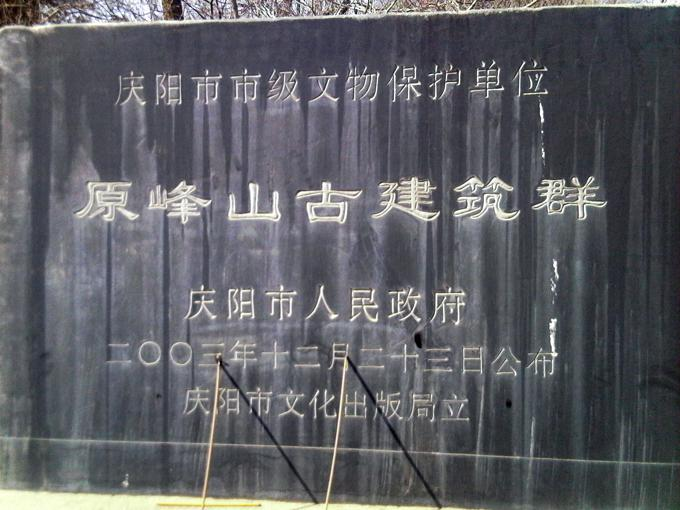 庆阳市市级文物保护单位
原峰山古建筑群
庆阳市人民政府
二〇〇三年十二月二十三日公布
庆阳市文化出版局立